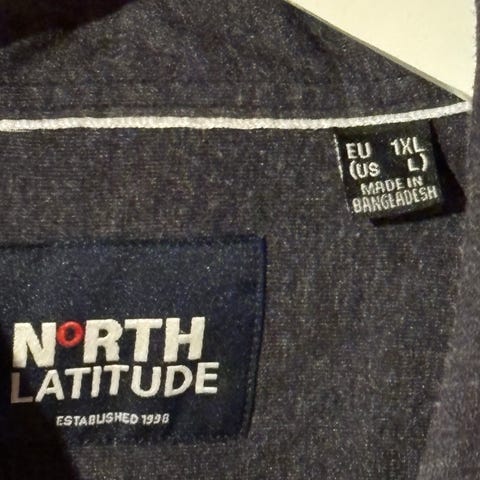 EU 1XL
(US L)
MADE IN
BANGLADESH
NORTH
LATITUDE
ESTABLISHED 1998